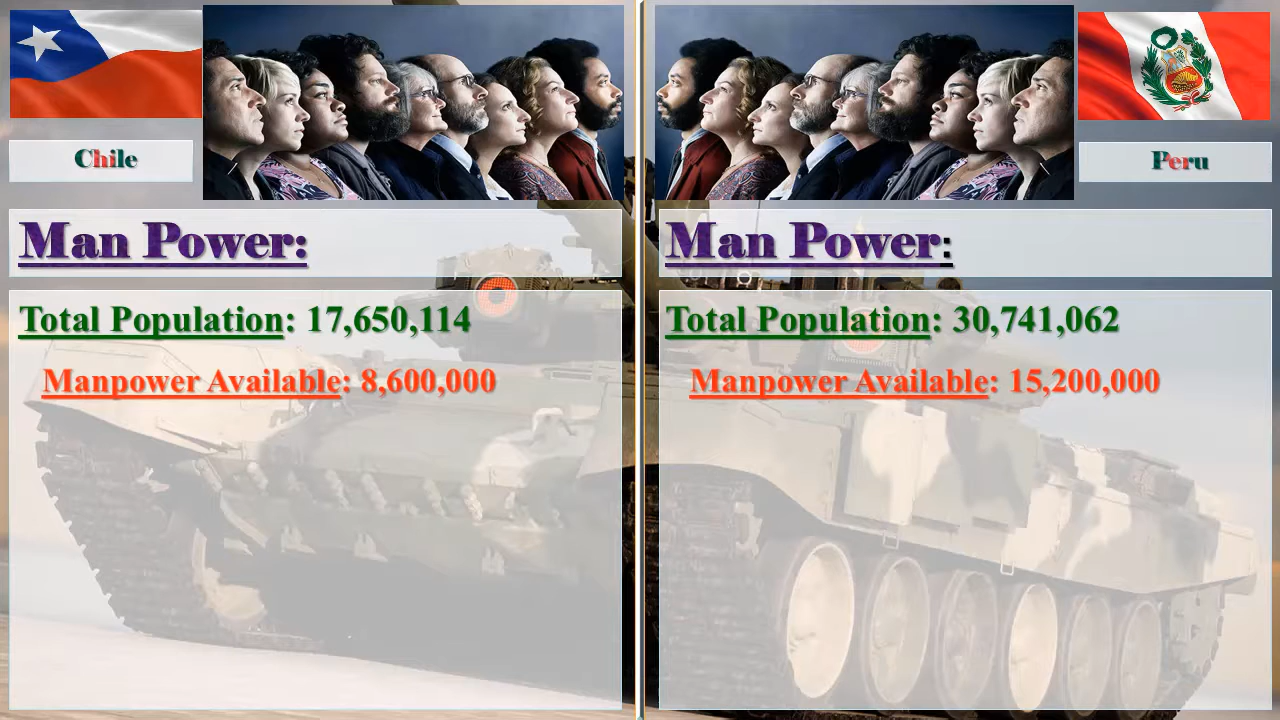 Chile
Peru
Man Power:
Man Power:
Total Population: 17,650,114
Manpower Available: 8,600,000
Total Population: 30,741,062
Manpower Available: 15,200,000